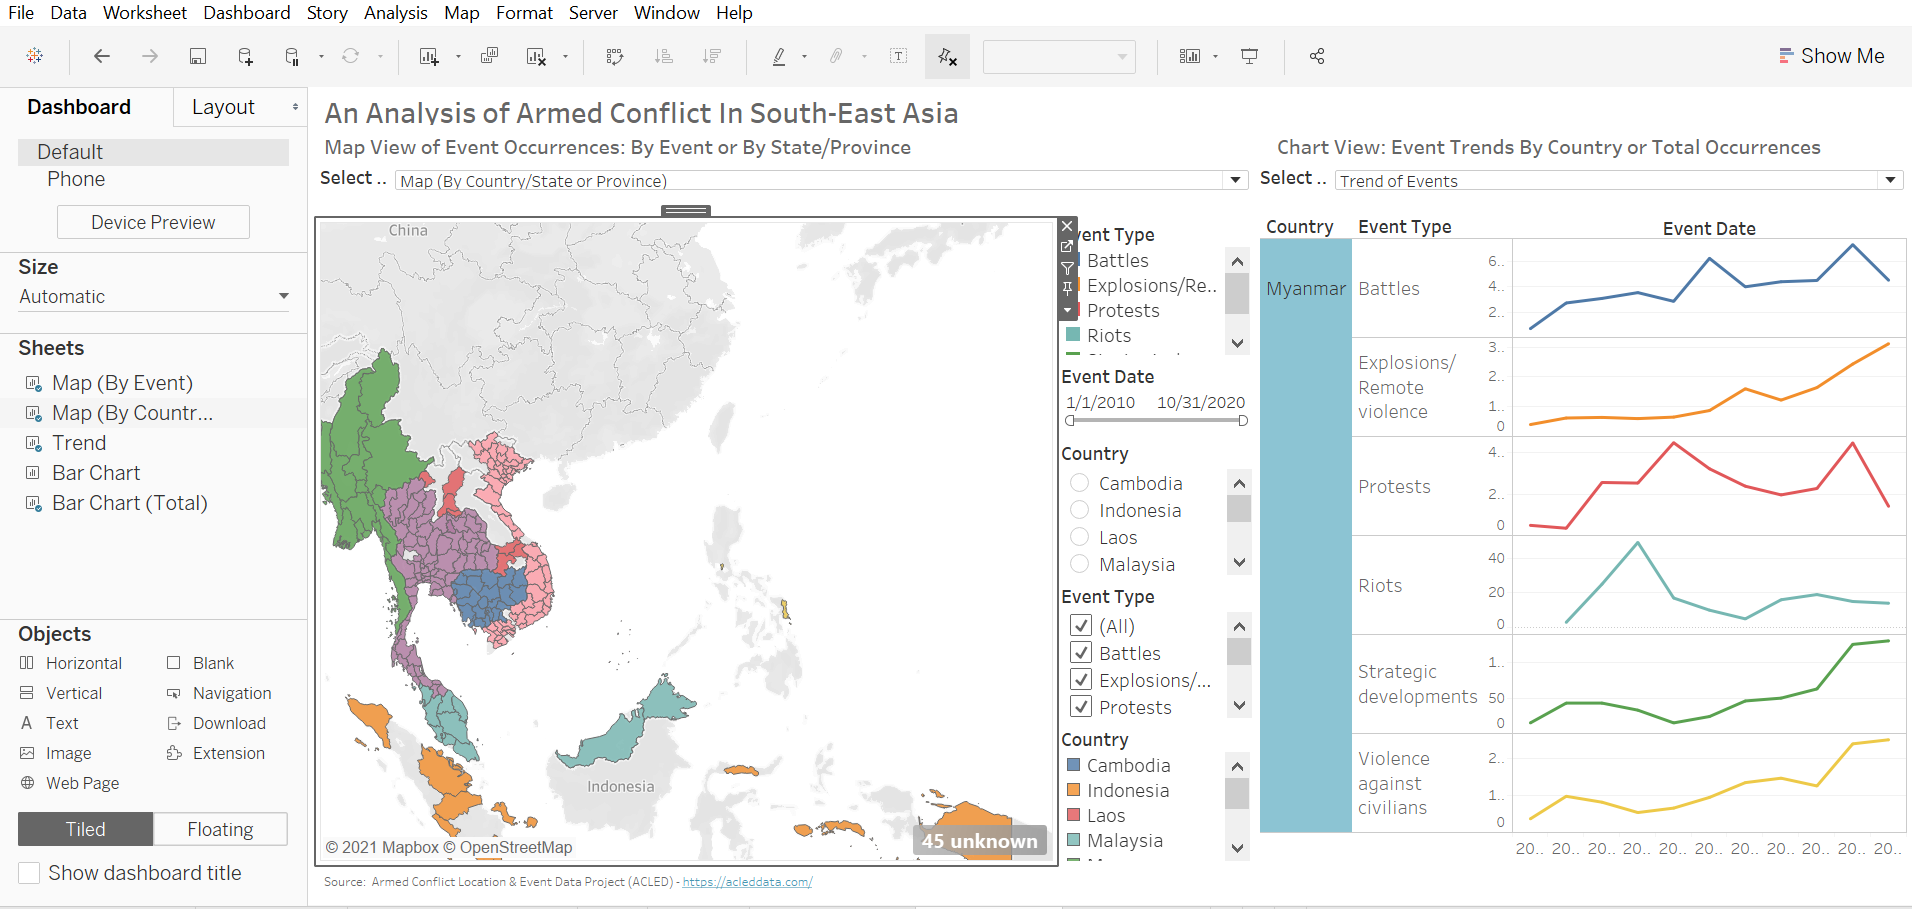 File Data Worksheet Dashboard Story Analysis Map Format Server Window Help
Show Me
Dashboard Layout
Default
Phone
Device Preview
Size
Automatic
Sheets
Map (By Event)
Map (By Countr...
Trend
Bar Chart
Bar Chart (Total)
Objects
Horizontal Blank
Vertical Navigation
A Text Download
Image Extension
Web Page
Tiled Floating
Show dashboard title
An Analysis of Armed Conflict In South-East Asia
Map View of Event Occurrences: By Event or By State/Province
Select .. Map (By Country/State or Province)
China
Indonesia
© 2021 Mapbox © OpenStreetMap
45 unknown
Source: Armed Conflict Location & Event Data Project (ACLED) - https://acleddata.com/
vent Type
Battles
Explosions/Re..
Protests
Riots
Event Date
1/1/2010 10/31/2020
Country
Cambodia
Indonesia
Laos
Malaysia
Event Type
(All)
Battles
Explosions/...
Protests
Country
Cambodia
Indonesia
Laos
Malaysia
Chart View: Event Trends By Country or Total Occurrences
Select .. Trend of Events
Country Event Type Event Date
Myanmar
Battles
6..
4..
2..
Explosions/
Remote
violence
3..
2..
1..
0
Protests
4..
2..
0
Riots
40
20
0
Strategic
developments
1..
50
0
Violence
against
civilians
2..
1..
0
20.. 20.. 20.. 20.. 20.. 20.. 20.. 20.. 20.. 20.. 20..